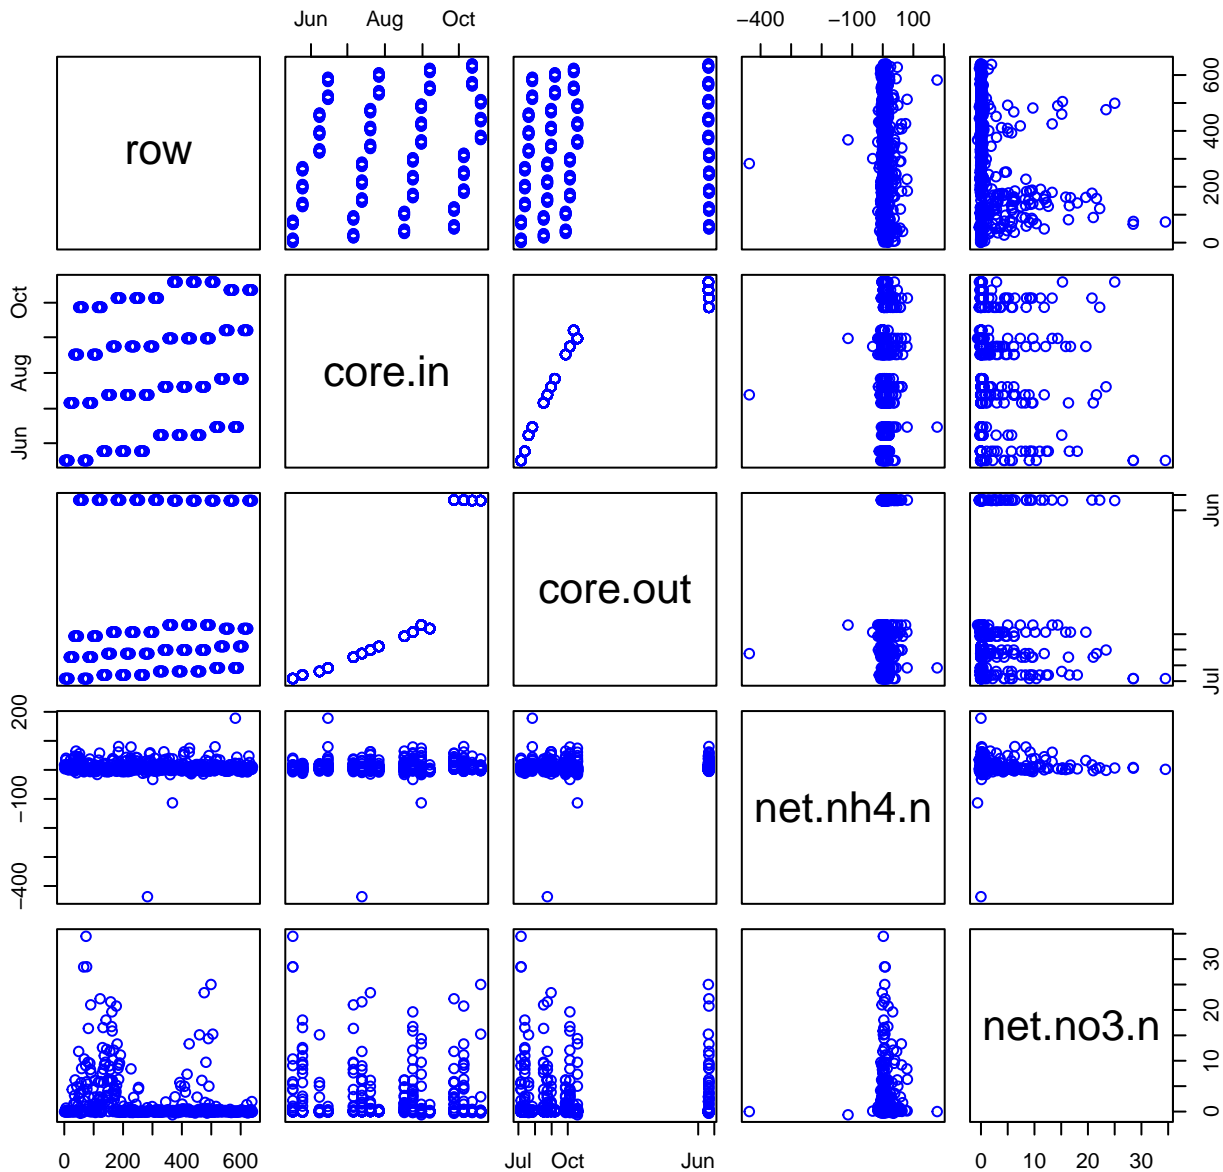 Jun Aug Oct −400 −100 100
row 0 200 400 600
Jun Aug Oct core.in
core.out Jul Jun
−400 −100 200 net.nh4.n
net.no3.n 0 10 20 30
0 200 400 600 Jul Oct Jun 0 10 20 30